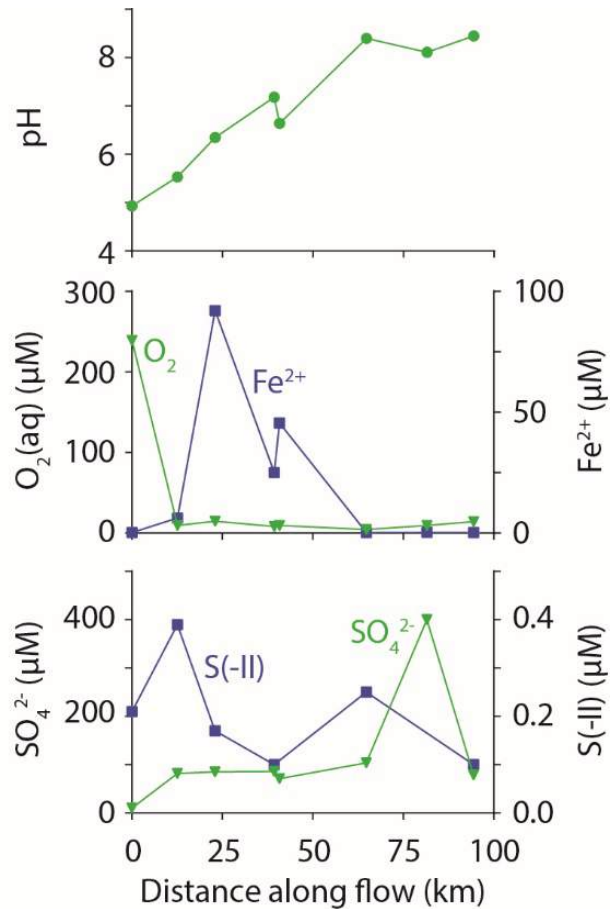 8
6
4
pH
300
200
100
0
O₂(aq) (µM)
O₂
Fe²⁺
100
50
0
Fe²⁺ (µM)
400
200
200
0
SO₄²⁻ (µM)
S(-II)
SO₄²⁻
0.4
0.2
0.0
S(-II) (µM)
0 25 50 75 100
Distance along flow (km)